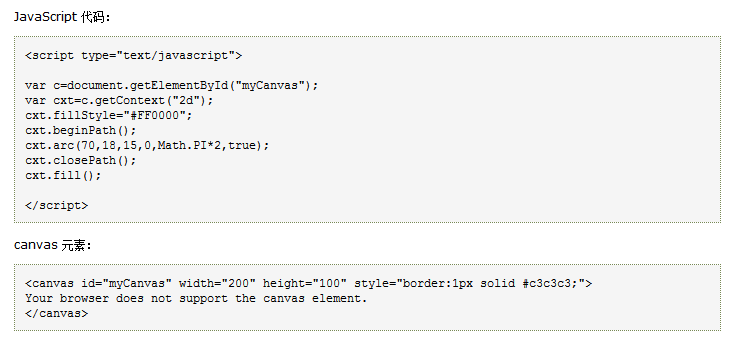 JavaScript 代码：
<script type="text/javascript">
var c=document.getElementById("myCanvas");
var cxt=c.getContext("2d");
cxt.fillStyle="#FF0000";
cxt.beginPath();
cxt.arc(70,18,15,0,Math.PI*2,true);
cxt.closePath();
cxt.fill();
</script>
canvas 元素：
<canvas id="myCanvas" width="200" height="100" style="border:1px solid #c3c3c3;">
Your browser does not support the canvas element.
</canvas>